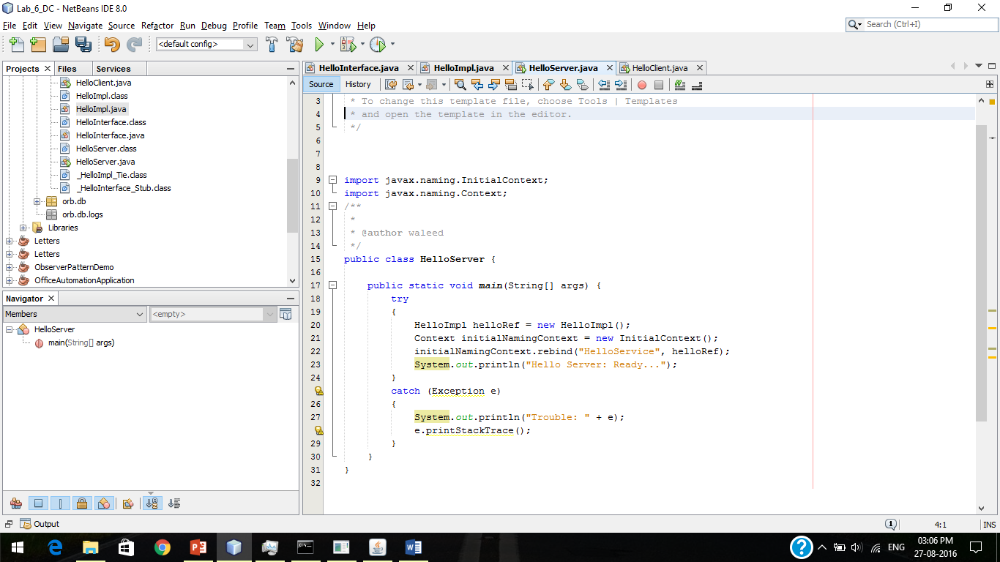 Lab_6_DC - NetBeans IDE 8.0
File Edit View Navigate Source Refactor Run Debug Profile Team Tools Window Help
Search (Ctrl+I)
<default config>
Projects Files Services
HelloClient.java
HelloImpl.class
HelloImpl.java
HelloInterface.class
HelloInterface.java
HelloServer.class
HelloServer.java
_HelloImpl_Tie.class
_HelloInterface_Stub.class
orb.db
orb.db.logs
Libraries
Letters
Letters
ObserverPatternDemo
OfficeAutomationApplication
Navigator
Members <empty>
HelloServer
main(String[] args)
HelloInterface.java HelloImpl.java HelloServer.java HelloClient.java
Source History
3 * To change this template file, choose Tools | Templates
4 * and open the template in the editor.
5 */
6
7
8
9 import javax.naming.InitialContext;
10 import javax.naming.Context;
11 /**
12 *
13 * @author waleed
14 */
15 public class HelloServer {
16
17 public static void main(String[] args) {
18 try
19 {
20 HelloImpl helloRef = new HelloImpl();
21 Context initialNamingContext = new InitialContext();
22 initialNamingContext.rebind("HelloService", helloRef);
23 System.out.println("Hello Server: Ready...");
24 }
catch (Exception e)
26 {
27 System.out.println("Trouble: " + e);
e.printStackTrace();
29 }
30 }
31 }
32
Output
1 4:1 INS
ENG 03:06 PM
27-08-2016